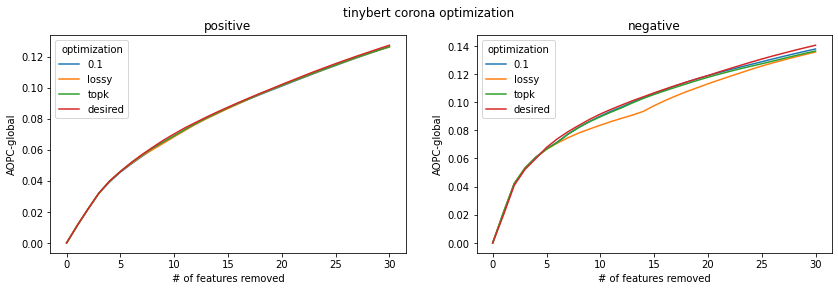 tinybert corona optimization
positive
optimization
0.1
lossy
topk
desired
AOPC-global
0.12
0.10
0.08
0.06
0.04
0.02
0.00
0 5 10 15 20 25 30
# of features removed
negative
optimization
0.1
lossy
topk
desired
AOPC-global
0.14
0.12
0.10
0.08
0.06
0.04
0.02
0.00
0 5 10 15 20 25 30
# of features removed